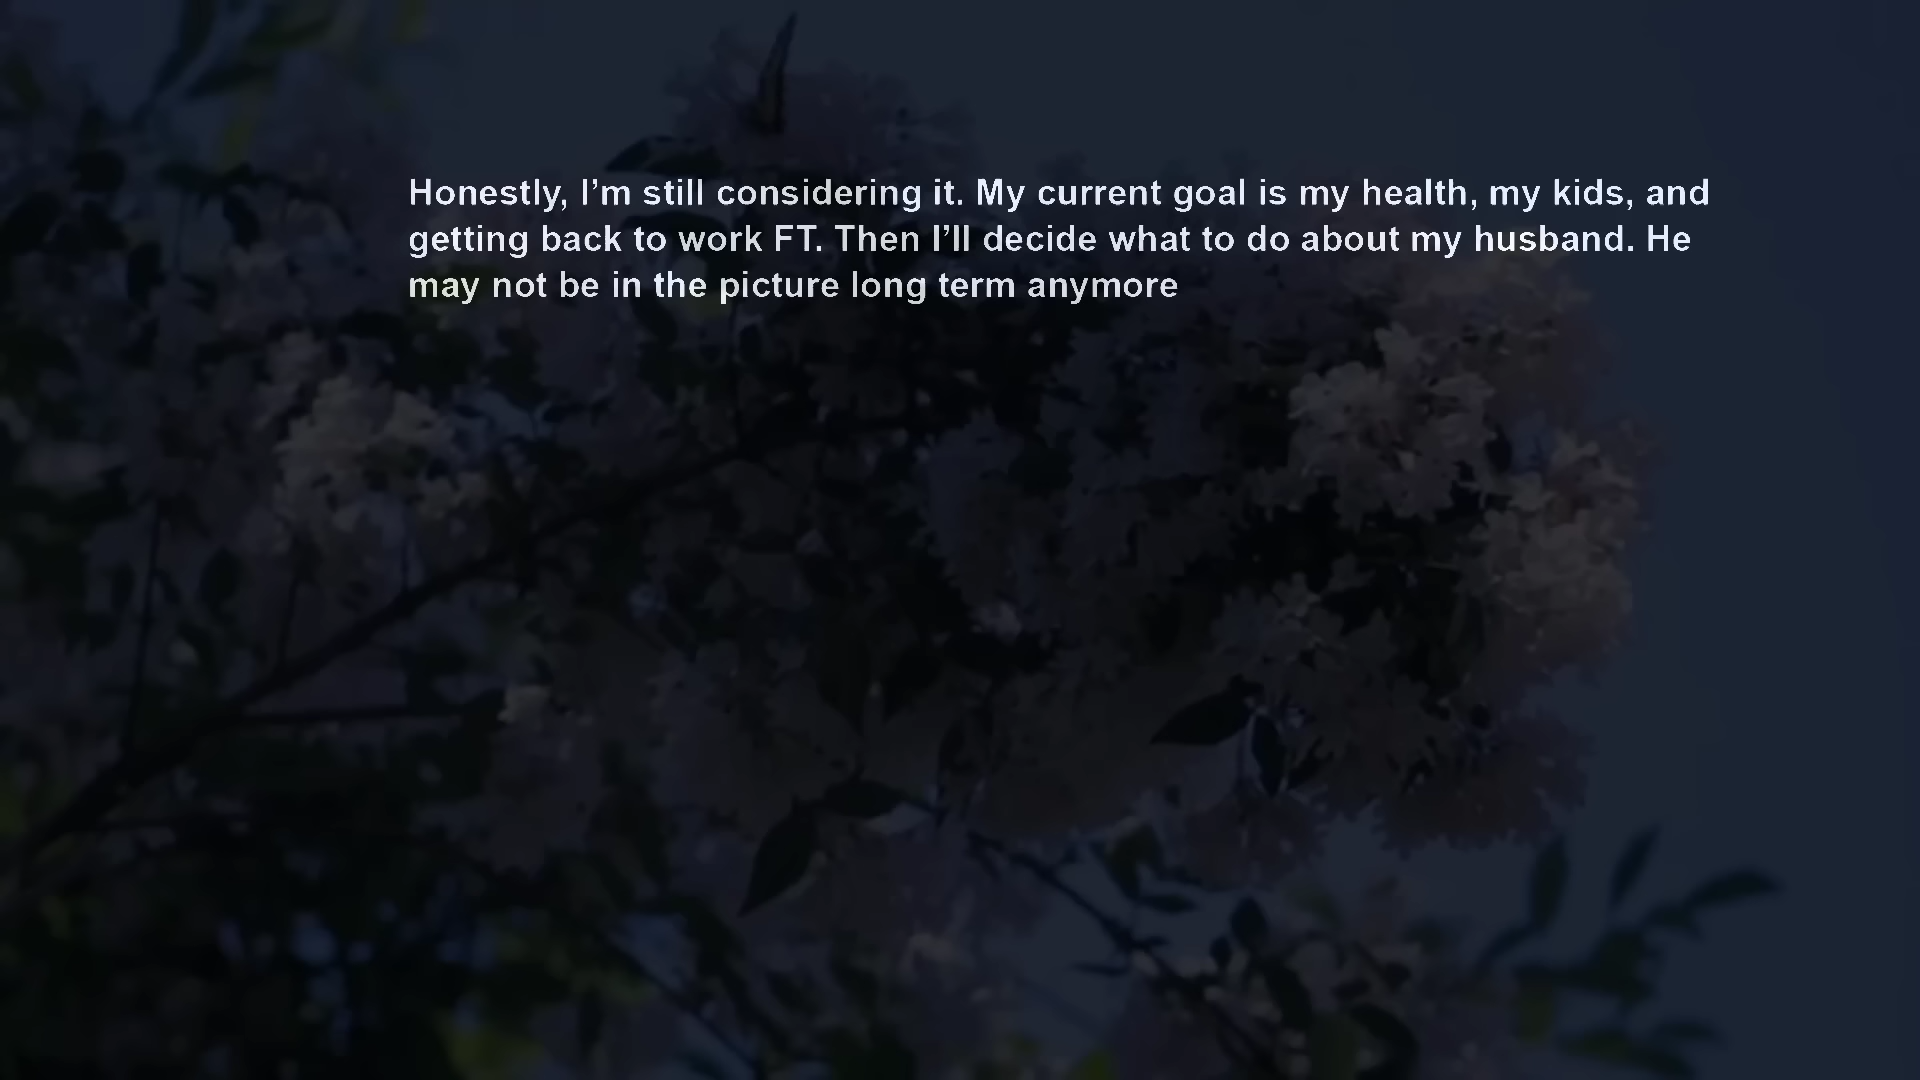 Honestly, I’m still considering it. My current goal is my health, my kids, and
getting back to work FT. Then I’ll decide what to do about my husband. He
may not be in the picture long term anymore